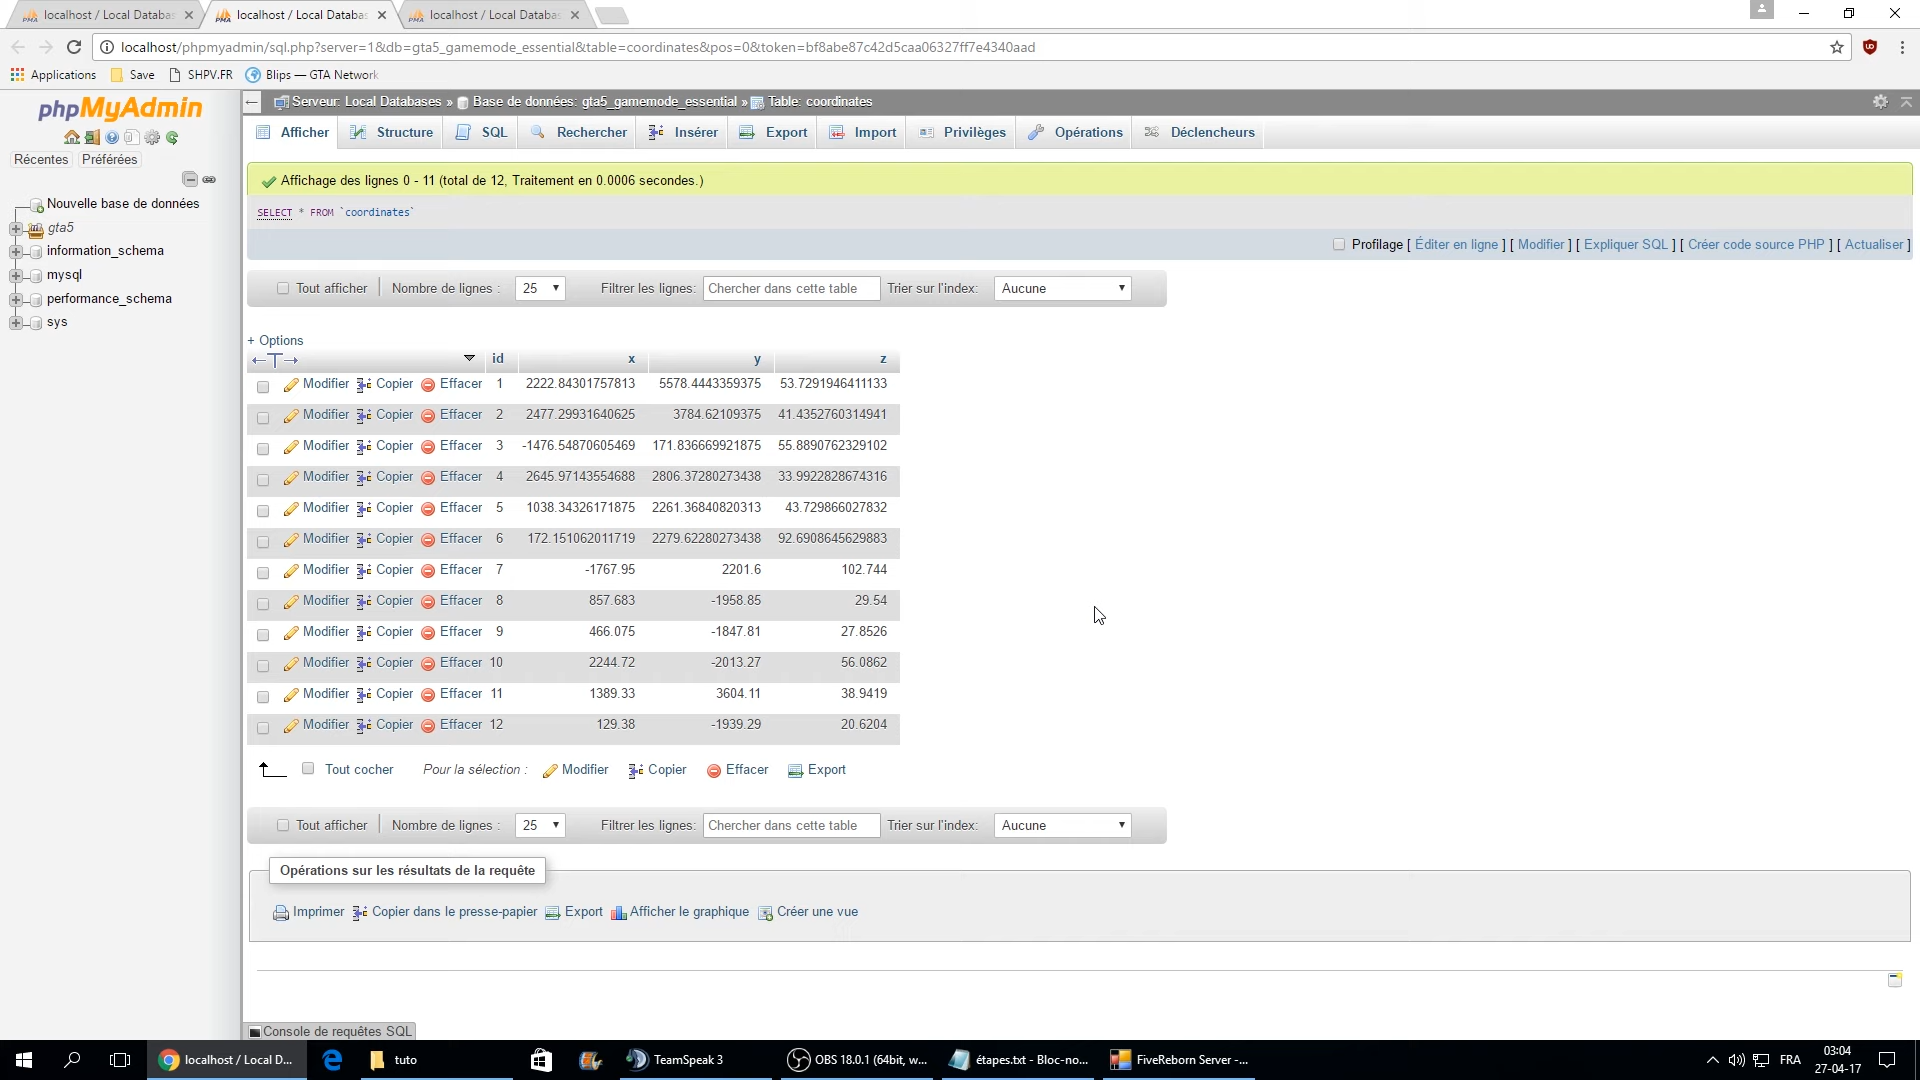 localhost / Local Databas
localhost / Local Databas
localhost / Local Databas
localhost/phpmyadmin/sql.php?server=1&db=gta5_gamemode_essential&table=coordinates&pos=0&token=bf8abe87c42d5caa06327ff7e4340aad
Applications
Save
SHPV.FR
Blips — GTA Network
phpMyAdmin
Récentes
Préférées
Nouvelle base de données
gta5
information_schema
mysql
performance_schema
sys
Serveur: Local Databases » Base de données: gta5_gamemode_essential » Table: coordinates
Afficher
Structure
SQL
Rechercher
Insérer
Export
Import
Privilèges
Opérations
Déclencheurs
Affichage des lignes 0 - 11 (total de 12, Traitement en 0.0006 secondes.)
SELECT * FROM `coordinates`
Profilage [ Éditer en ligne ] [ Modifier ] [ Expliquer SQL ] [ Créer code source PHP ] [ Actualiser ]
Tout afficher | Nombre de lignes : 25 Filtrer les lignes: Chercher dans cette table Trier sur l'index: Aucune
+ Options
←T→ id x y z
Modifier Copier Effacer 1 2222.84301757813 5578.4443359375 53.7291946411133
Modifier Copier Effacer 2 2477.29931640625 3784.62109375 41.4352760314941
Modifier Copier Effacer 3 -1476.54870605469 171.836669921875 55.8890762329102
Modifier Copier Effacer 4 2645.97143554688 2806.37280273438 33.9922828674316
Modifier Copier Effacer 5 1038.34326171875 2261.36840820313 43.729866027832
Modifier Copier Effacer 6 172.151062011719 2279.62280273438 92.6908645629883
Modifier Copier Effacer 7 -1767.95 2201.6 102.744
Modifier Copier Effacer 8 857.683 -1958.85 29.54
Modifier Copier Effacer 9 466.075 -1847.81 27.8526
Modifier Copier Effacer 10 2244.72 -2013.27 56.0862
Modifier Copier Effacer 11 1389.33 3604.11 38.9419
Modifier Copier Effacer 12 129.38 -1939.29 20.6204
Tout cocher Pour la sélection : Modifier Copier Effacer Export
Tout afficher | Nombre de lignes : 25 Filtrer les lignes: Chercher dans cette table Trier sur l'index: Aucune
Opérations sur les résultats de la requête
Imprimer Copier dans le presse-papier Export Afficher le graphique Créer une vue
Console de requêtes SQL
localhost / Local D...
tuto
TeamSpeak 3
OBS 18.0.1 (64bit, w...
étapes.txt - Bloc-no...
FiveReborn Server -...
FRA
03:04
27-04-17